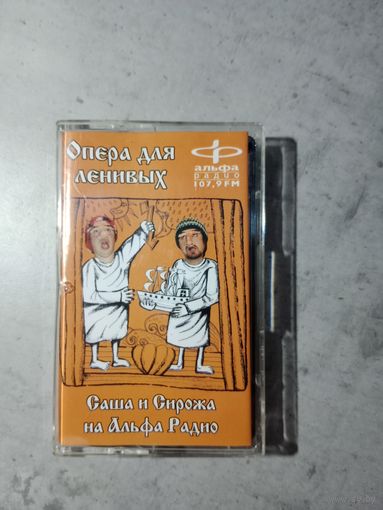 Опера для
ленивых
альфа
радио
107,9 FM
Саша и Сирожа
на Альфа Радио